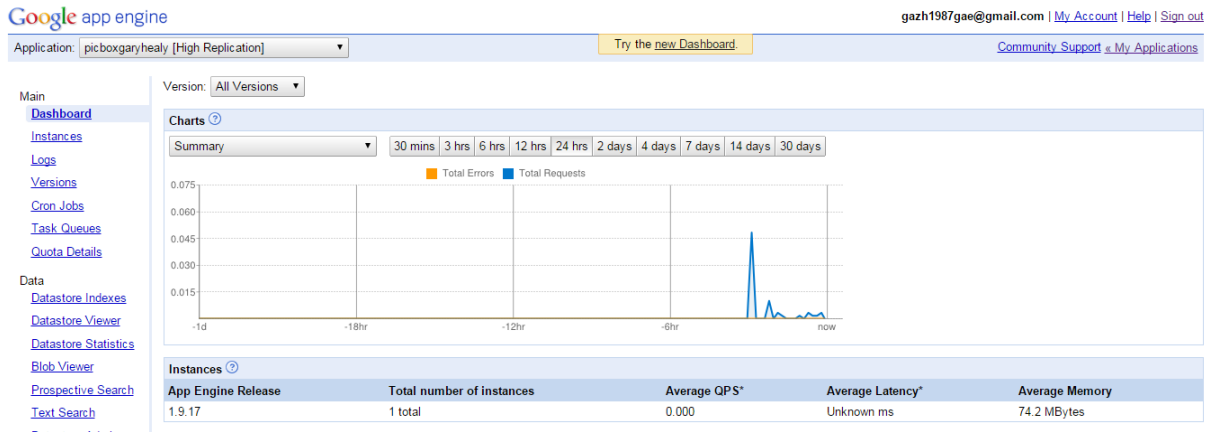 Google app engine
gazh1987gae@gmail.com | My Account | Help | Sign out
Application: picboxgaryhealy [High Replication]
Try the new Dashboard.
Community Support « My Applications
Main
Dashboard
Instances
Logs
Versions
Cron Jobs
Task Queues
Quota Details
Data
Datastore Indexes
Datastore Viewer
Datastore Statistics
Blob Viewer
Prospective Search
Text Search
Version: All Versions
Charts ?
Summary 30 mins 3 hrs 6 hrs 12 hrs 24 hrs 2 days 4 days 7 days 14 days 30 days
Total Errors Total Requests
0.075
0.060
0.045
0.030
0.015
-1d -18hr -12hr -6hr now
Instances ?
App Engine Release Total number of instances Average QPS* Average Latency* Average Memory
1.9.17 1 total 0.000 Unknown ms 74.2 MBytes